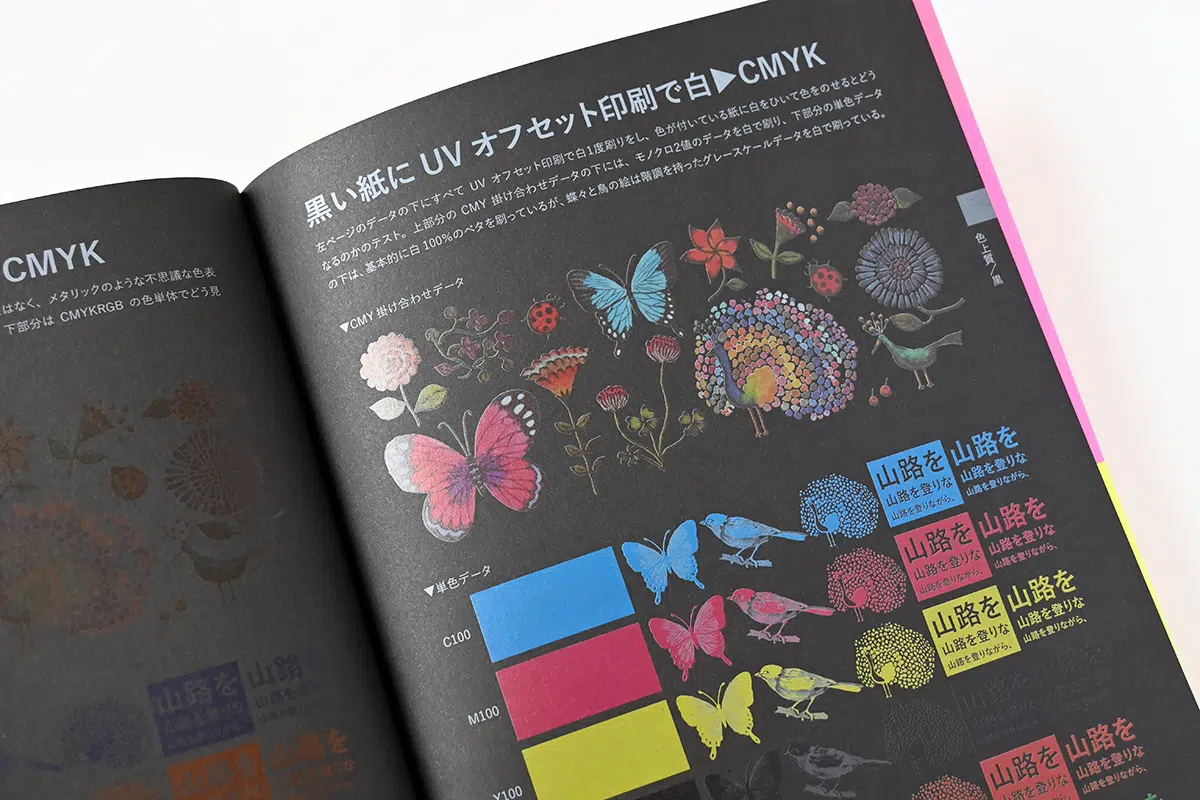 CMYK
はなく、メタリックのような不思議な色表
下部分は CMYKRGB の色単体でどう見
山路を
山路を
山路を登りな
山路を
山路を
黒い紙に UV オフセット印刷で白▶CMYK
左ページのデータの下にすべて UV オフセット印刷で白1度刷りをし、色が付いている紙に白をひいて色をのせるとどう
なるのかのテスト。上部分の CMY 掛け合わせデータの下には、モノクロ2値のデータを白で刷り、下部分の単色データ
の下は、基本的に白100%のベタを刷っているが、蝶々と鳥の絵は階調を持ったグレースケールデータを白で刷っている。
色上質/黒
▼CMY 掛け合わせデータ
▼単色データ
C100
山路を
山路を登りな
山路を登りながら、
山路を
山路を登りな
山路を登りながら、
M100
山路を
山路を登りな
山路を登りながら、
山路を
山路を登りな
山路を登りながら、
Y100
山路を
山路を登りな
山路を登りながら、
山路を
山路を登りな
山路を登りながら、
山路を
山路を登りな
山路を
山路を登りな